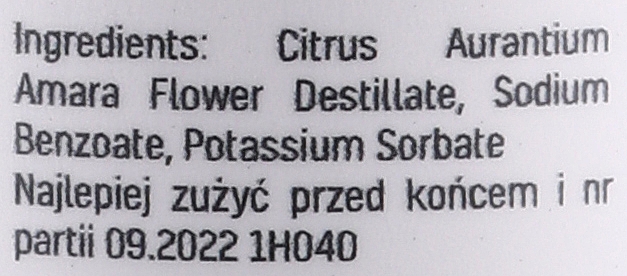 Ingredients: Citrus Aurantium
Amara Flower Destillate, Sodium
Benzoate, Potassium Sorbate
Najlepiej zużyć przed końcem i nr
partii 09.2022 1H040